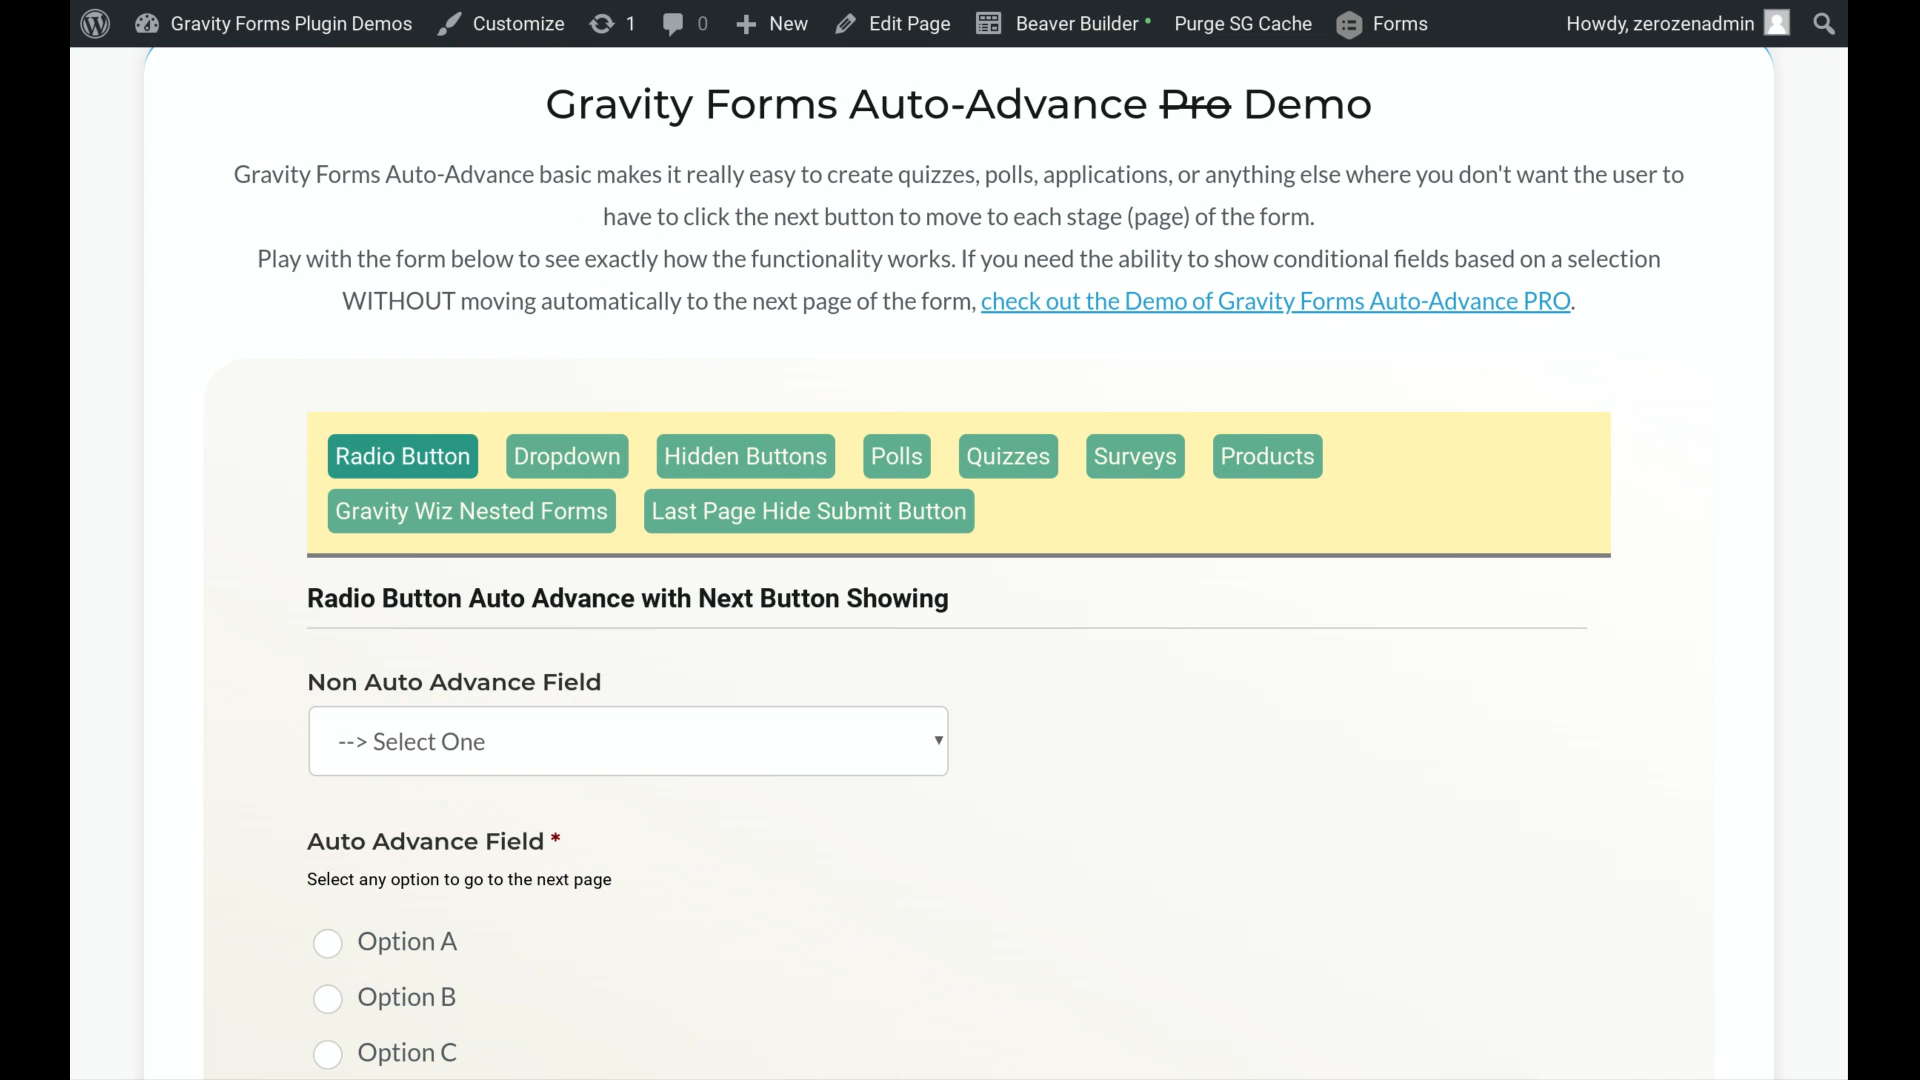 Gravity Forms Plugin Demos Customize 1 0 New Edit Page Beaver Builder Purge SG Cache Forms Howdy, zerozenadmin
Gravity Forms Auto-Advance Pro Demo
Gravity Forms Auto-Advance basic makes it really easy to create quizzes, polls, applications, or anything else where you don't want the user to
have to click the next button to move to each stage (page) of the form.
Play with the form below to see exactly how the functionality works. If you need the ability to show conditional fields based on a selection
WITHOUT moving automatically to the next page of the form, check out the Demo of Gravity Forms Auto-Advance PRO.
Radio Button Dropdown Hidden Buttons Polls Quizzes Surveys Products
Gravity Wiz Nested Forms Last Page Hide Submit Button
Radio Button Auto Advance with Next Button Showing
Non Auto Advance Field
--> Select One
Auto Advance Field *
Select any option to go to the next page
Option A
Option B
Option C